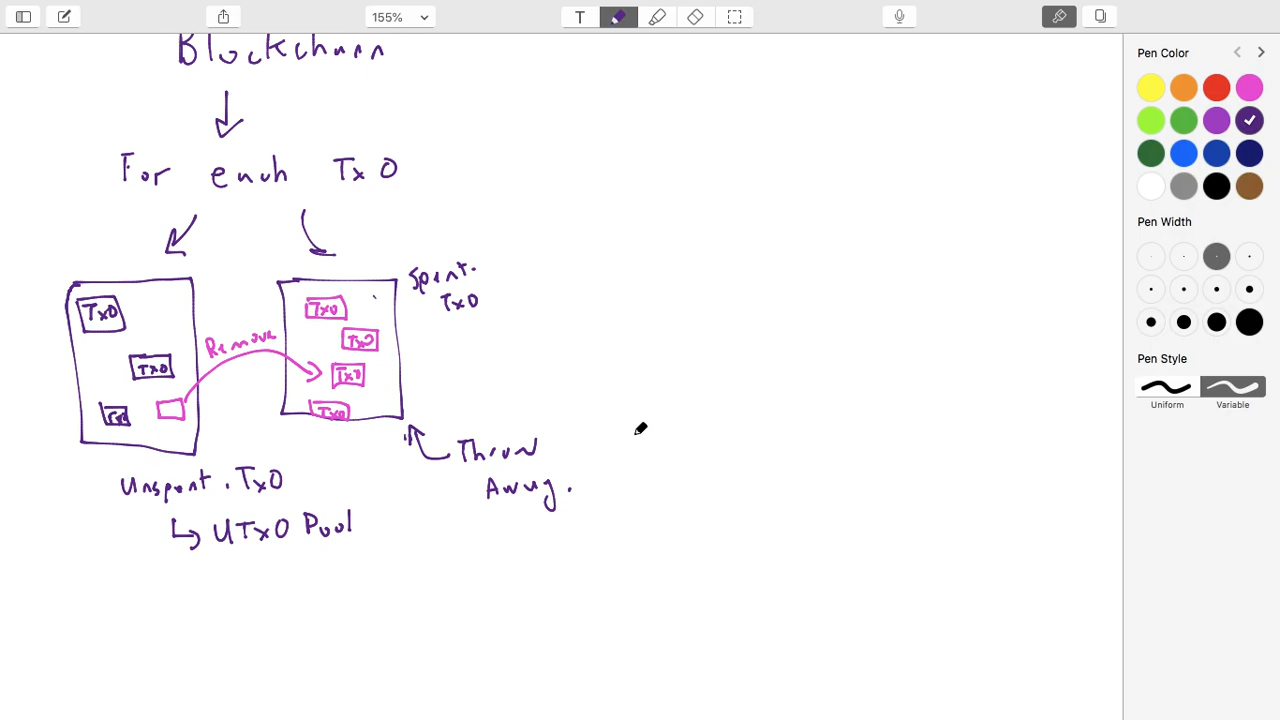 155%
T
Blockchain
For each TxO
Spent.
TxO
TxO
TxO
TxO
TxO
TxO
TxO
TxO
Remove
Unspent. TxO
UTxO Pool
Throw
Away.
Pen Color
Pen Width
Pen Style
Uniform
Variable